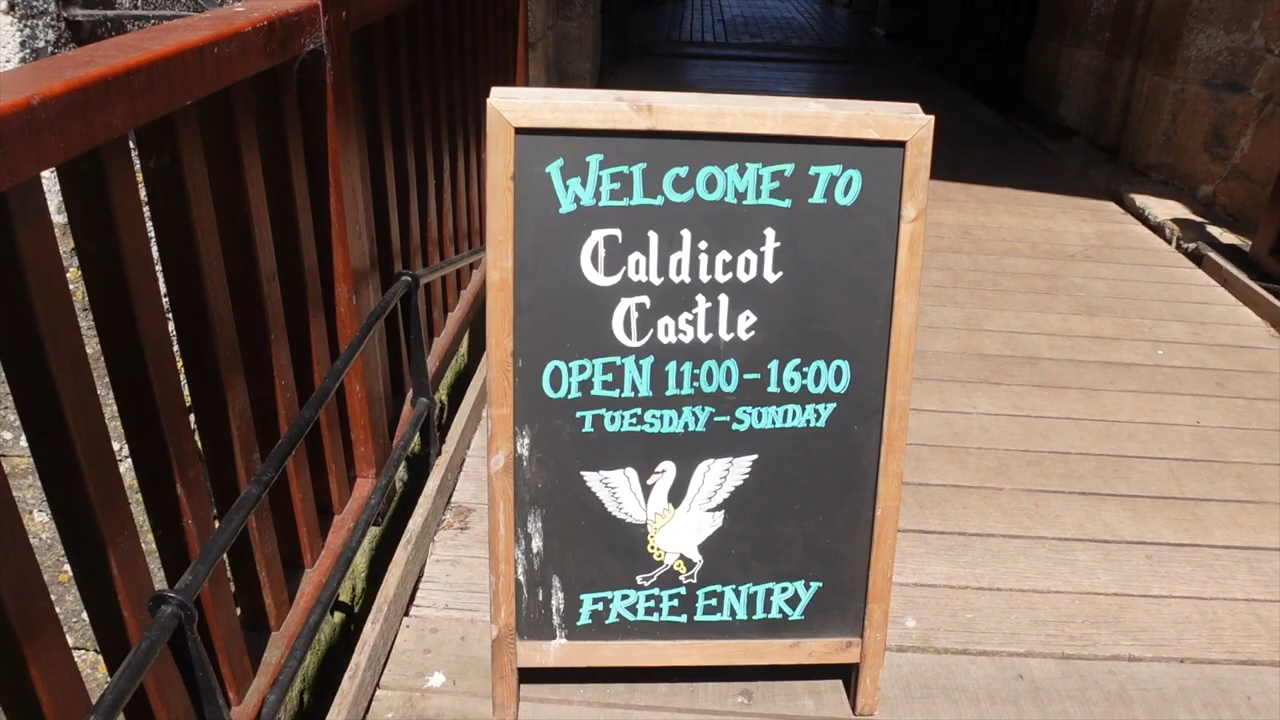 WELCOME TO
Caldicot
Castle
OPEN 11:00-16:00
TUESDAY-SUNDAY
FREE ENTRY